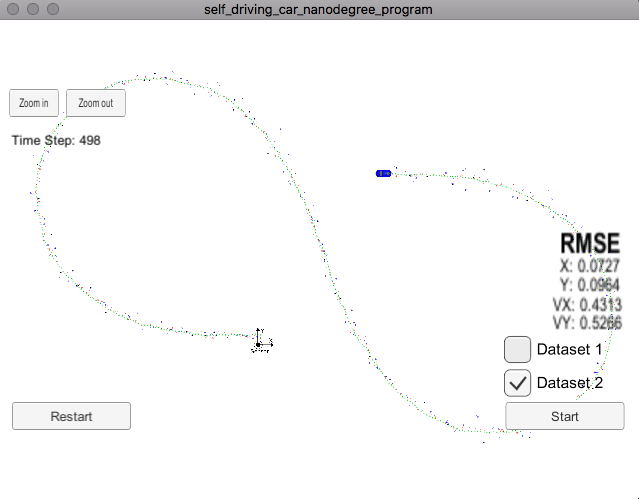 self_driving_car_nanodegree_program
Zoom in
Zoom out
Time Step: 498
RMSE
X: 0.0727
Y: 0.0964
VX: 0.4313
VY: 0.5266
Dataset 1
Dataset 2
Restart
Start
Y
X